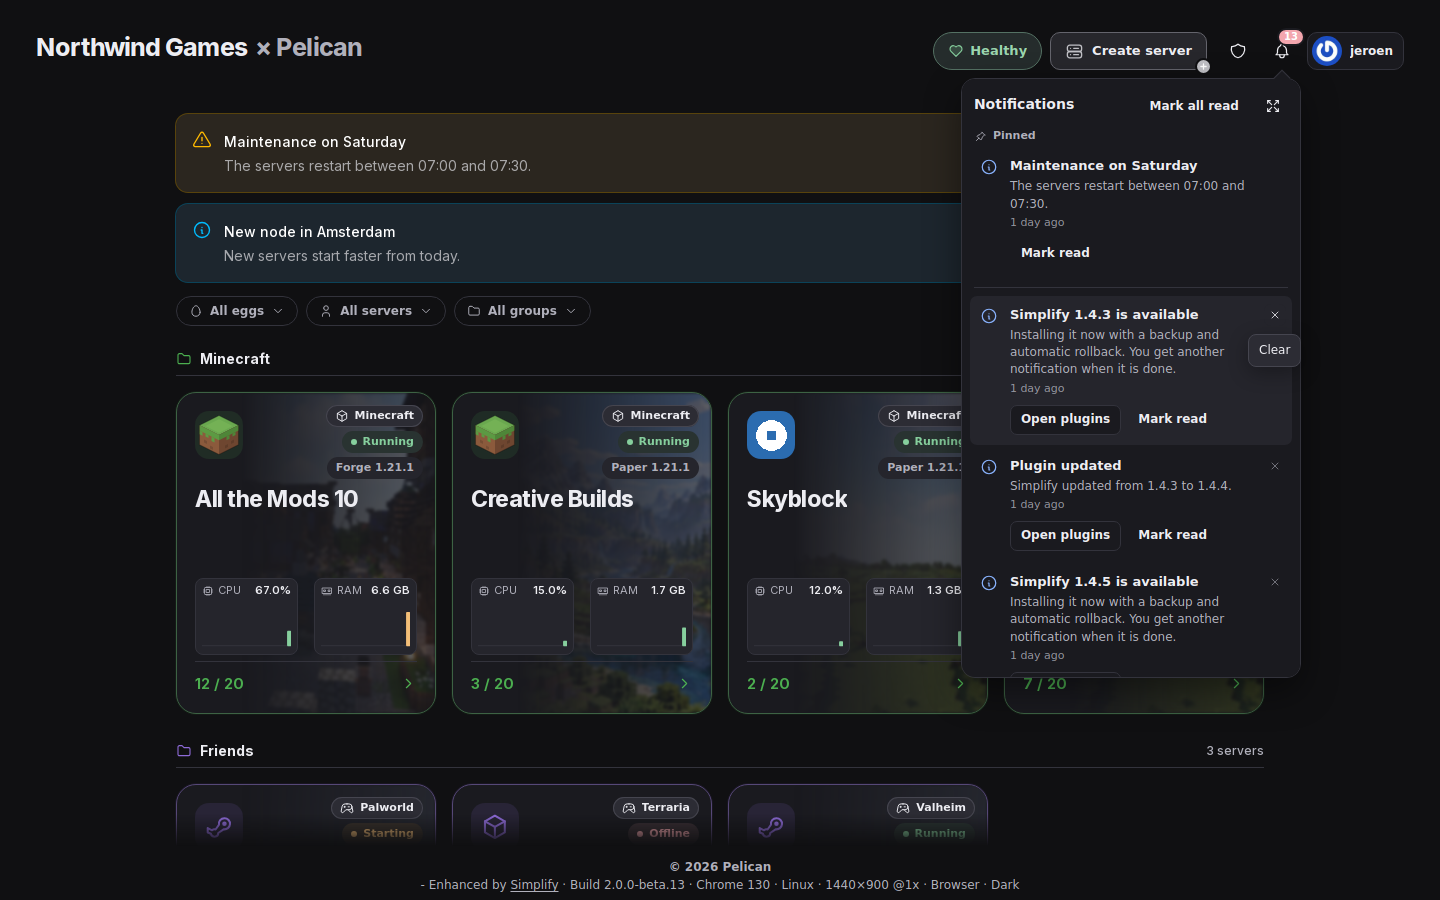 Northwind Games × Pelican
Healthy
Create server
13
jeroen
Notifications
Mark all read
Pinned
Maintenance on Saturday
The servers restart between 07:00 and
07:30.
1 day ago
Mark read
Simplify 1.4.3 is available
Installing it now with a backup and
automatic rollback. You get another
notification when it is done.
1 day ago
Open plugins
Mark read
Clear
Plugin updated
Simplify updated from 1.4.3 to 1.4.4.
1 day ago
Open plugins
Mark read
Simplify 1.4.5 is available
Installing it now with a backup and
automatic rollback. You get another
notification when it is done.
1 day ago
Maintenance on Saturday
The servers restart between 07:00 and 07:30.
New node in Amsterdam
New servers start faster from today.
All eggs
All servers
All groups
Minecraft
Minecraft
Running
Forge 1.21.1
All the Mods 10
CPU 67.0%
RAM 6.6 GB
12 / 20
Minecraft
Running
Paper 1.21.1
Creative Builds
CPU 15.0%
RAM 1.7 GB
3 / 20
Minecraf
Running
Paper 1.21.1
Skyblock
CPU 12.0%
RAM 1.3 GB
2 / 20
7 / 20
Friends
3 servers
Palworld
Starting
Terraria
Offline
Valheim
Running
© 2026 Pelican
- Enhanced by Simplify · Build 2.0.0-beta.13 · Chrome 130 · Linux · 1440×900 @1x · Browser · Dark